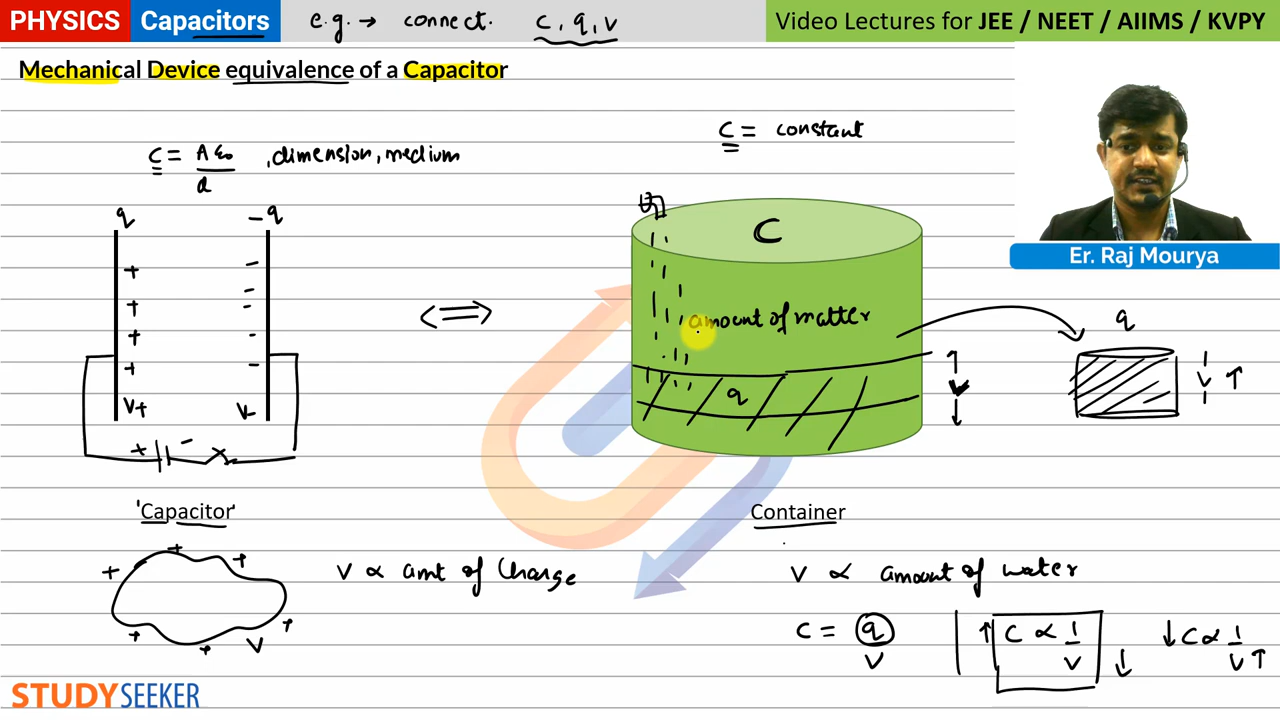 PHYSICS Capacitors e.g. → connect. C, q, v Video Lectures for JEE / NEET / AIIMS / KVPY
Mechanical Device equivalence of a Capacitor
C = constant
C = Aε₀/d , dimension, medium
q -q
C
Er. Raj Mourya
+ -
+ -
+ -
+ -
<=>
amount of matter
q
v ↑
q
v
V+ V-
+ -
'Capacitor' Container
V ∝ amt of Charge
V ∝ amount of water
+ + + + + + V
C = q/v ↑ C ∝ 1/v ↓ ↓ C ∝ 1/v ↑
STUDYSEEKER